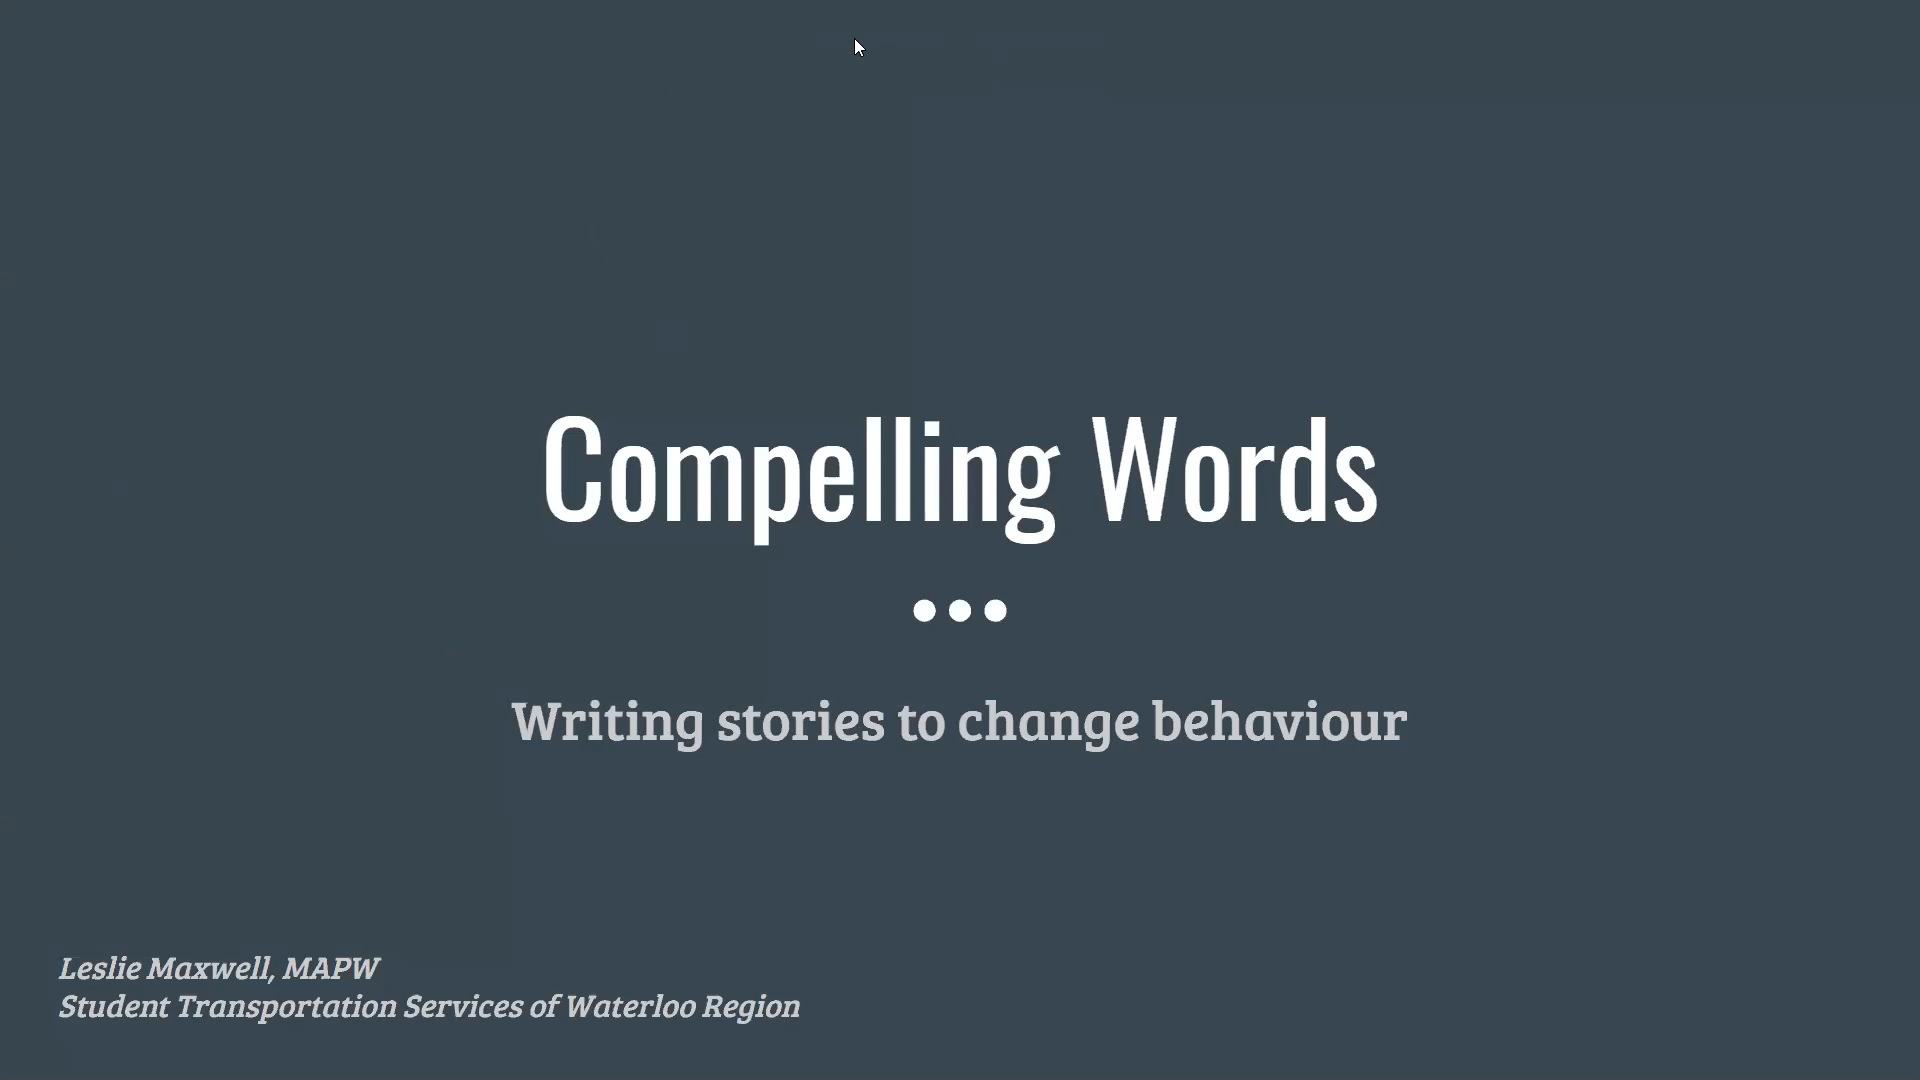 Compelling Words
Writing stories to change behaviour
Leslie Maxwell, MAPW
Student Transportation Services of Waterloo Region